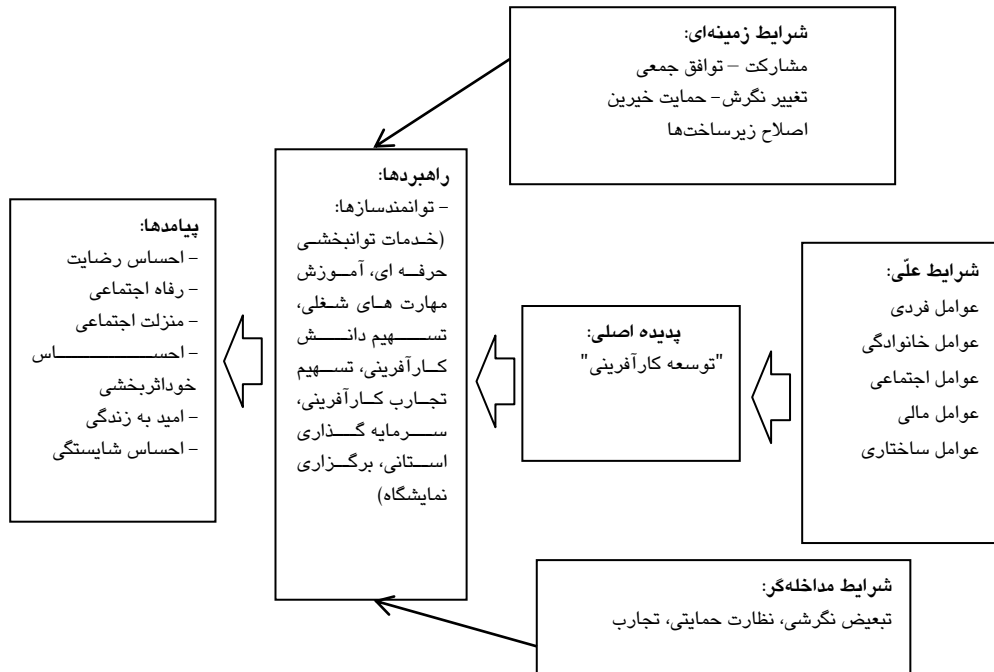 شرایط زمینه‌ای:
مشارکت – توافق جمعی
تغییر نگرش- حمایت خیرین
اصلاح زیرساخت‌ها
شرایط علّی:
عوامل فردی
عوامل خانوادگی
عوامل اجتماعی
عوامل مالی
عوامل ساختاری
پدیده اصلی:
"توسعه کارآفرینی"
راهبردها:
- توانمندسازها:
(خدمات توانبخشی
حرفه ای، آموزش
مهارت های شغلی،
تسهیم دانش
کارآفرینی، تسهیم
تجارب کارآفرینی،
سرمایه گذاری
استانی، برگزاری
نمایشگاه)
پیامدها:
- احساس رضایت
- رفاه اجتماعی
- منزلت اجتماعی
- احساس
خوداثربخشی
- امید به زندگی
- احساس شایستگی
شرایط مداخله‌گر:
تبعیض نگرشی، نظارت حمایتی، تجارب